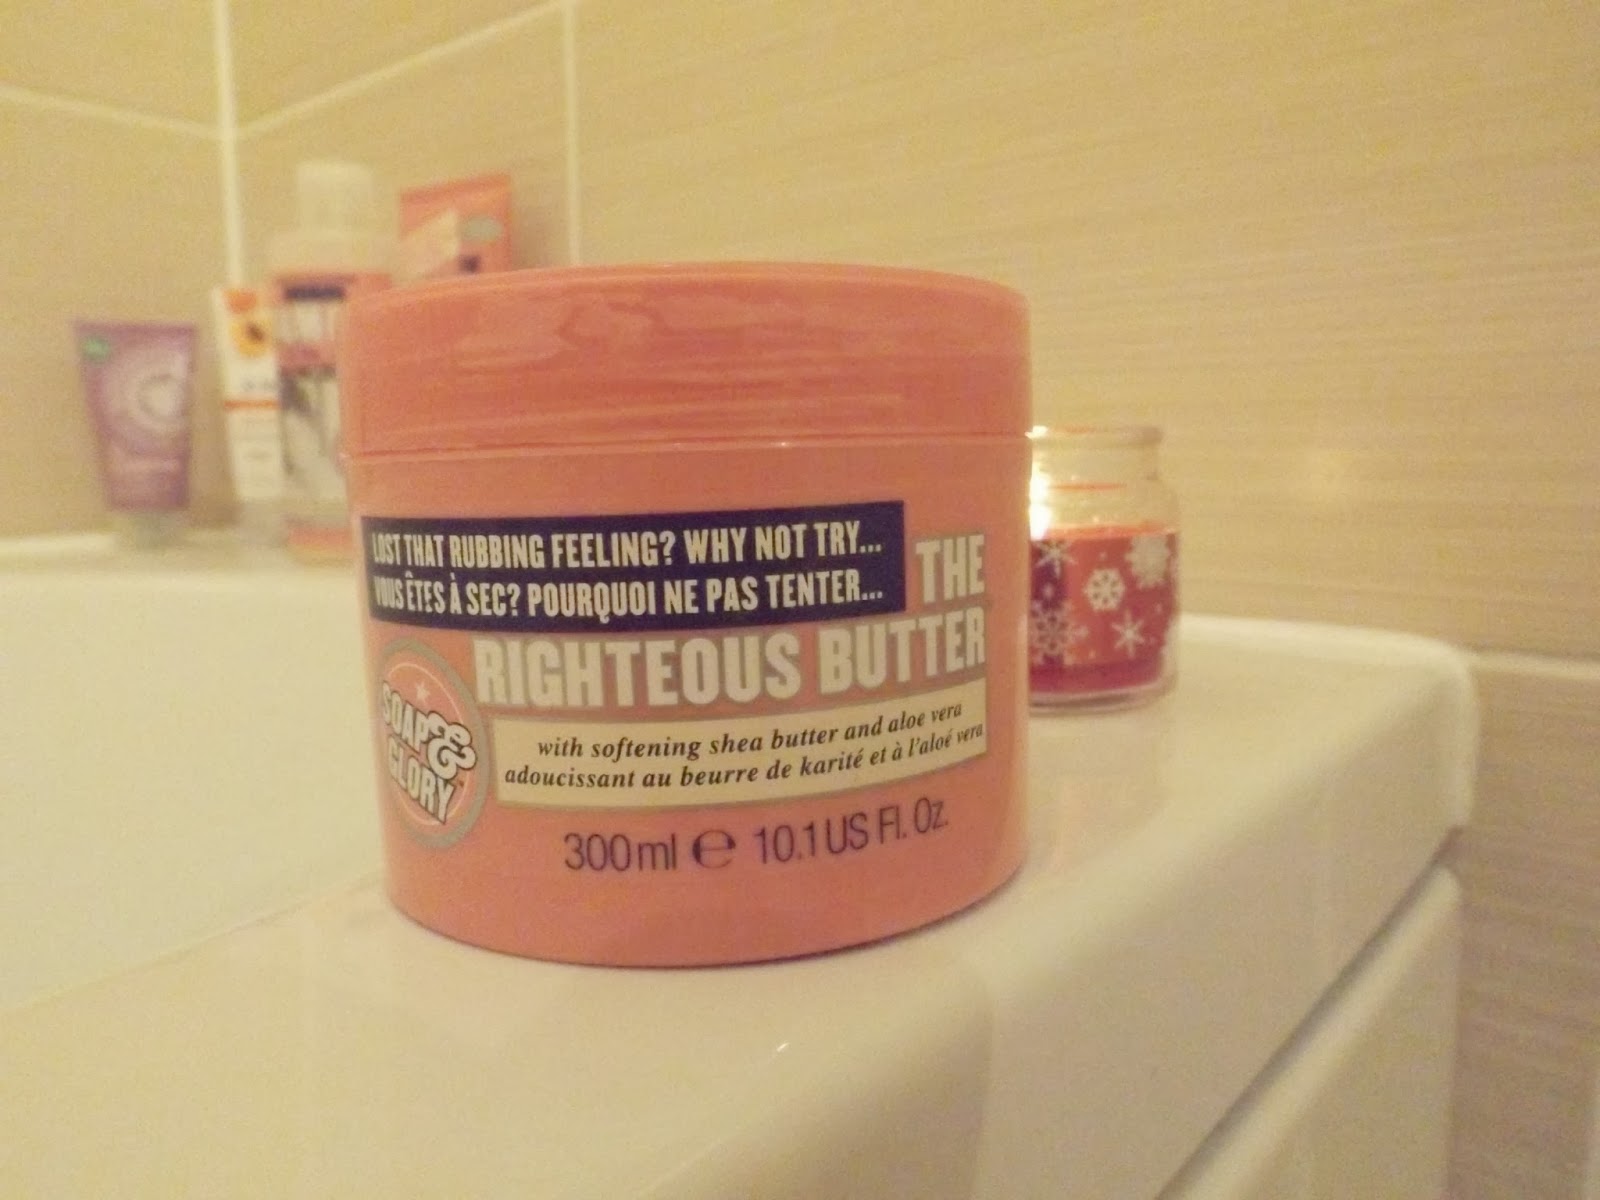 LOST THAT RUBBING FEELING? WHY NOT TRY...
VOUS ÊTES À SEC? POURQUOI NE PAS TENTER...
THE
RIGHTEOUS BUTTER
SOAP &
GLORY
with softening shea butter and aloe vera
adoucissant au beurre de karité et à l'aloé vera
300ml ℮ 10.1 US Fl. Oz.